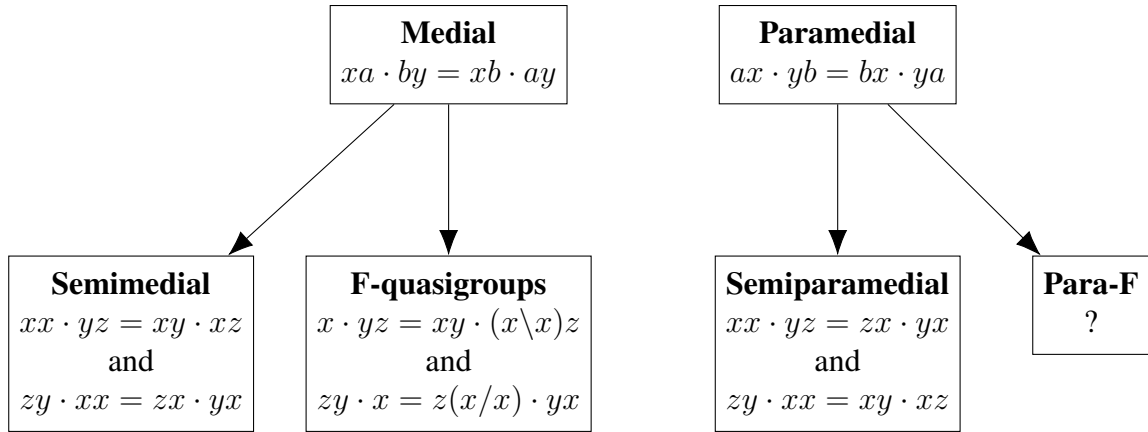 Medial
xa · by = xb · ay
Paramedial
ax · yb = bx · ya
Semimedial
xx · yz = xy · xz
and
zy · xx = zx · yx
F-quasigroups
x · yz = xy · (x\x)z
and
zy · x = z(x/x) · yx
Semiparamedial
xx · yz = zx · yx
and
zy · xx = xy · xz
Para-F
?